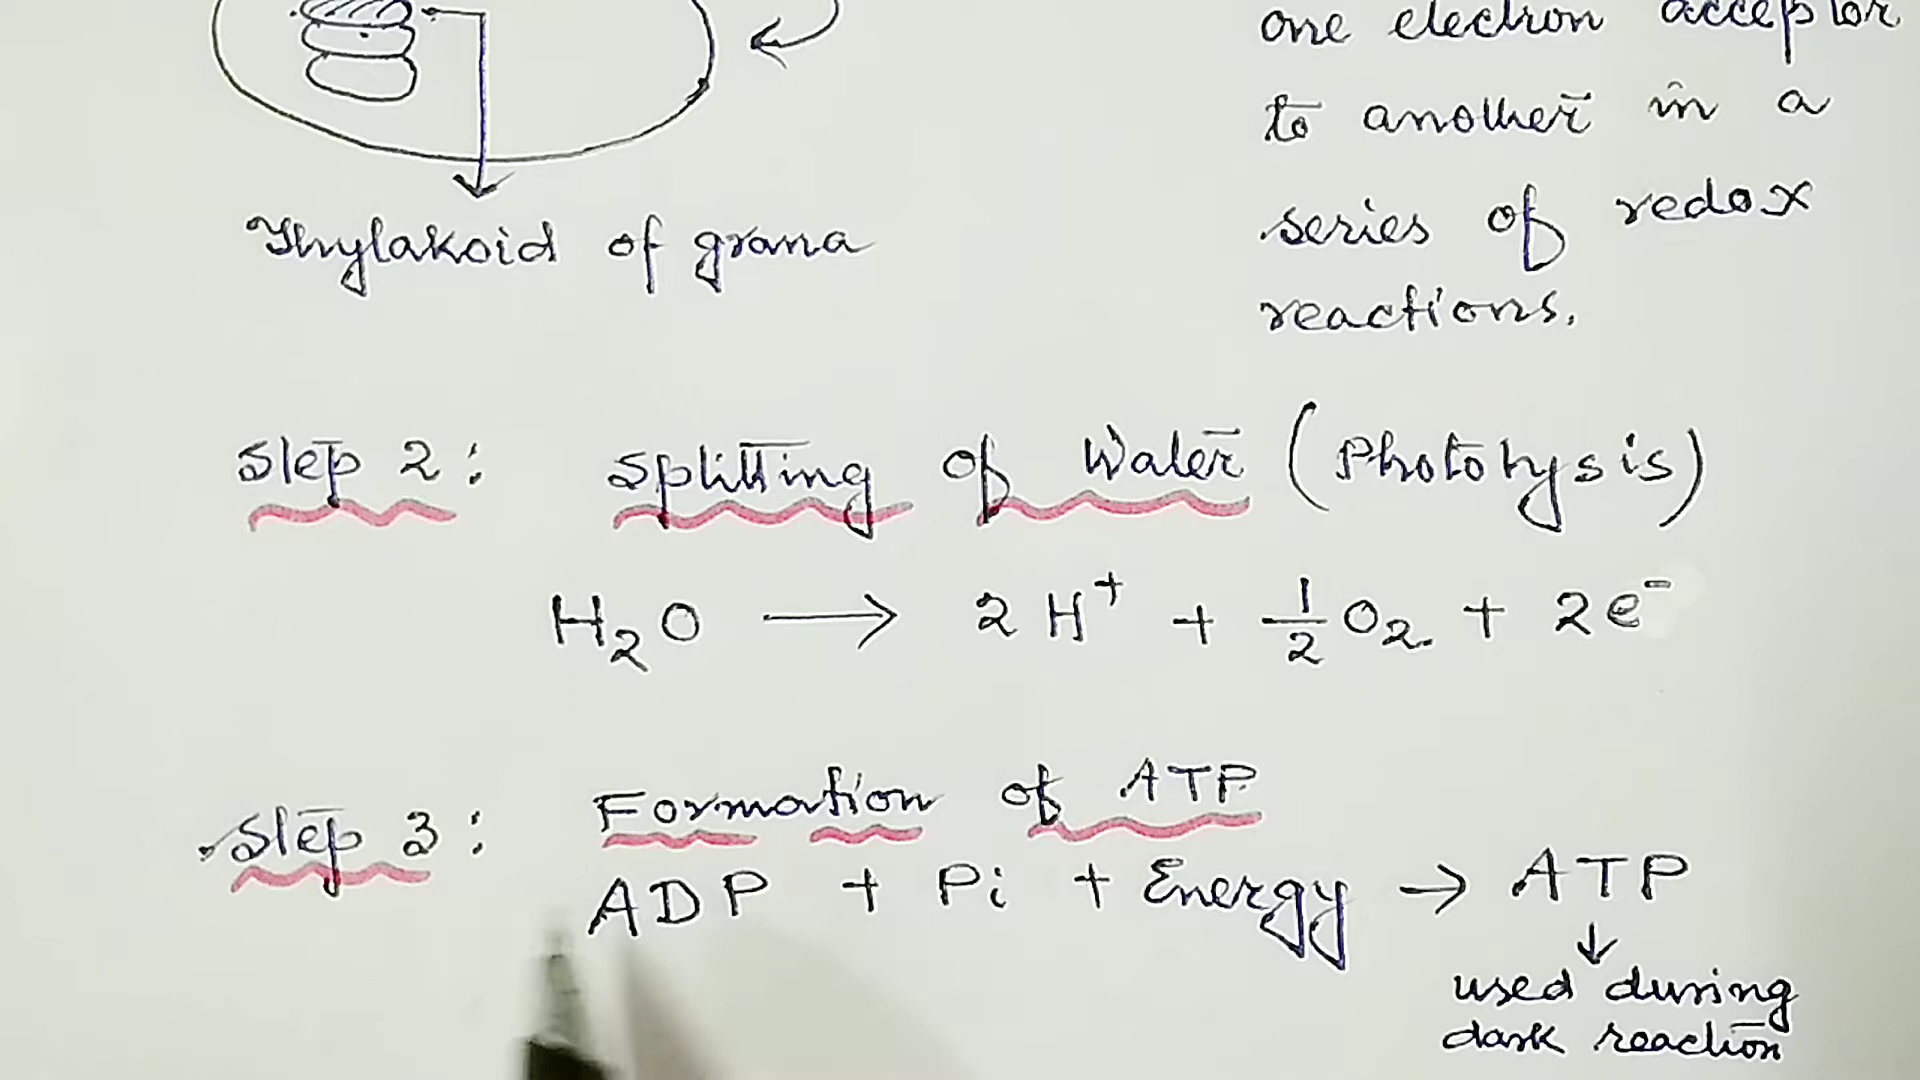 one electron acceptor
to another in a
series of redox
reactions.
Thylakoid of grana
Step 2: Splitting of Water (Photolysis)
H₂O → 2H⁺ + 1/2 O₂ + 2e⁻
Step 3: Formation of ATP
ADP + Pi + Energy → ATP
↓
used during
dark reaction